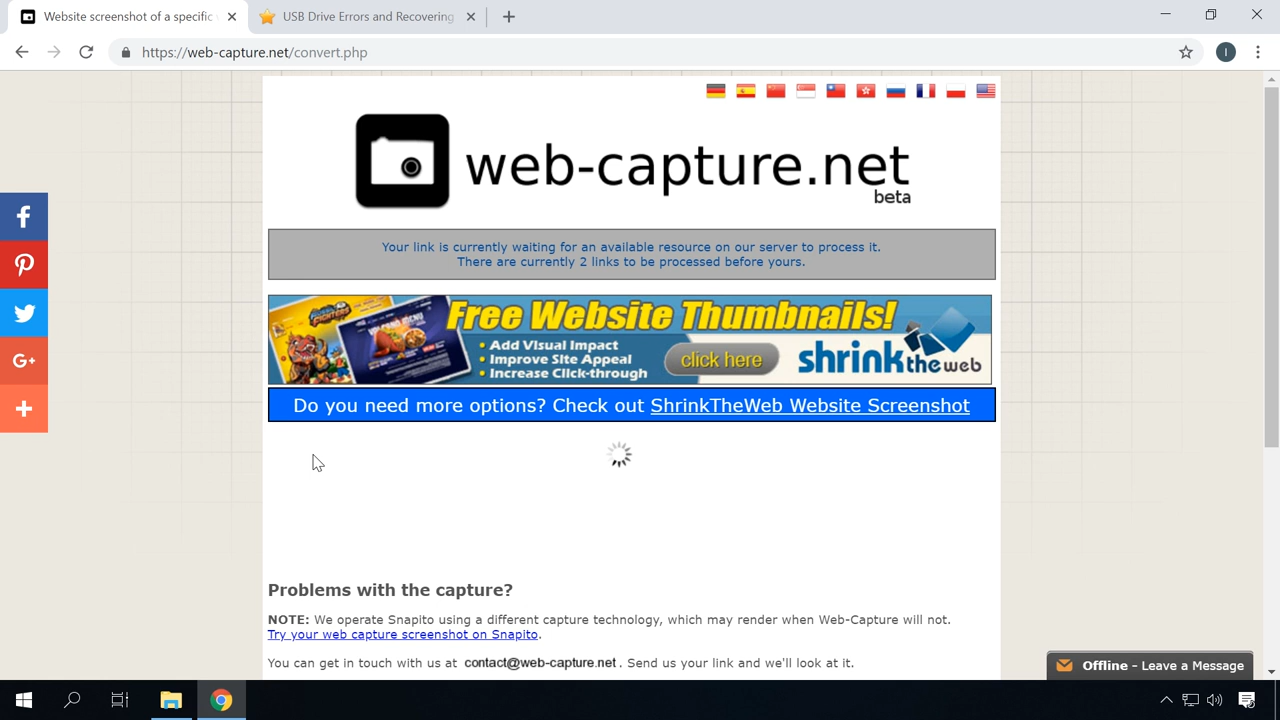 Website screenshot of a specific
USB Drive Errors and Recovering
https://web-capture.net/convert.php
I
web-capture.net
beta
Your link is currently waiting for an available resource on our server to process it.
There are currently 2 links to be processed before yours.
Free Website Thumbnails!
• Add Visual Impact
• Improve Site Appeal
• Increase Click-through
click here
shrinktheweb
Do you need more options? Check out ShrinkTheWeb Website Screenshot
Problems with the capture?
NOTE: We operate Snapito using a different capture technology, which may render when Web-Capture will not.
Try your web capture screenshot on Snapito.
You can get in touch with us at contact@web-capture.net. Send us your link and we'll look at it.
Offline - Leave a Message